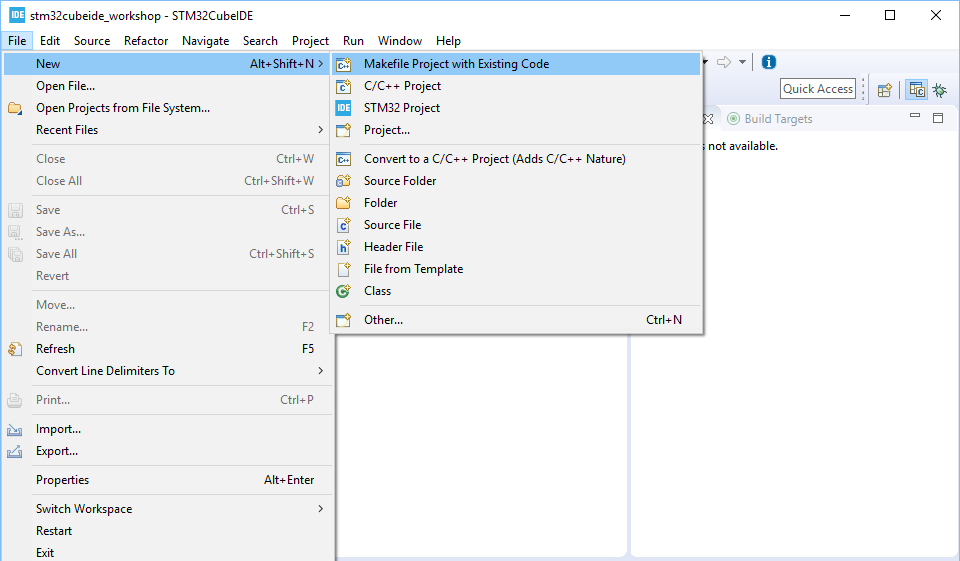 IDE stm32cubeide_workshop - STM32CubeIDE
File Edit Source Refactor Navigate Search Project Run Window Help
New Alt+Shift+N
Open File...
Open Projects from File System...
Recent Files
Close Ctrl+W
Close All Ctrl+Shift+W
Save Ctrl+S
Save As...
Save All Ctrl+Shift+S
Revert
Move...
Rename... F2
Refresh F5
Convert Line Delimiters To
Print... Ctrl+P
Import...
Export...
Properties Alt+Enter
Switch Workspace
Restart
Exit
Makefile Project with Existing Code
C/C++ Project
IDE STM32 Project
Project...
Convert to a C/C++ Project (Adds C/C++ Nature)
Source Folder
Folder
Source File
Header File
File from Template
Class
Other... Ctrl+N
Quick Access
Build Targets
s not available.